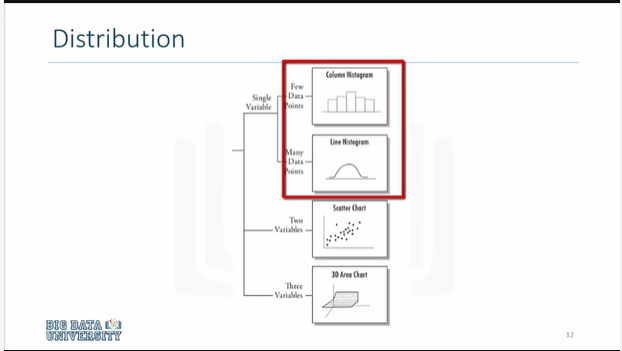 Distribution
Column Histogram
Few
Data
Points
Single
Variable
Line Histogram
Many
Data
Points
Scatter Chart
Two
Variables
3D Area Chart
Three
Variables
BIG DATA
UNIVERSITY
12